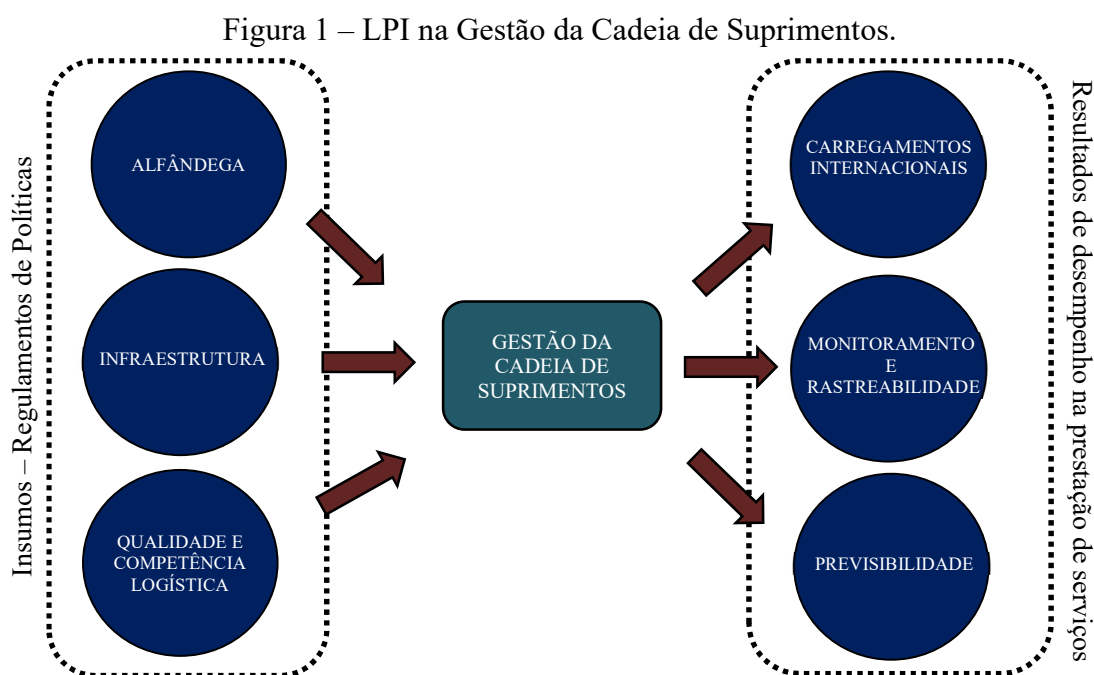 Figura 1 – LPI na Gestão da Cadeia de Suprimentos.
Insumos – Regulamentos de Políticas
ALFÂNDEGA
INFRAESTRUTURA
QUALIDADE E
COMPETÊNCIA
LOGÍSTICA
GESTÃO DA
CADEIA DE
SUPRIMENTOS
CARREGAMENTOS
INTERNACIONAIS
MONITORAMENTO
E
RASTREABILIDADE
PREVISIBILIDADE
Resultados de desempenho na prestação de serviços